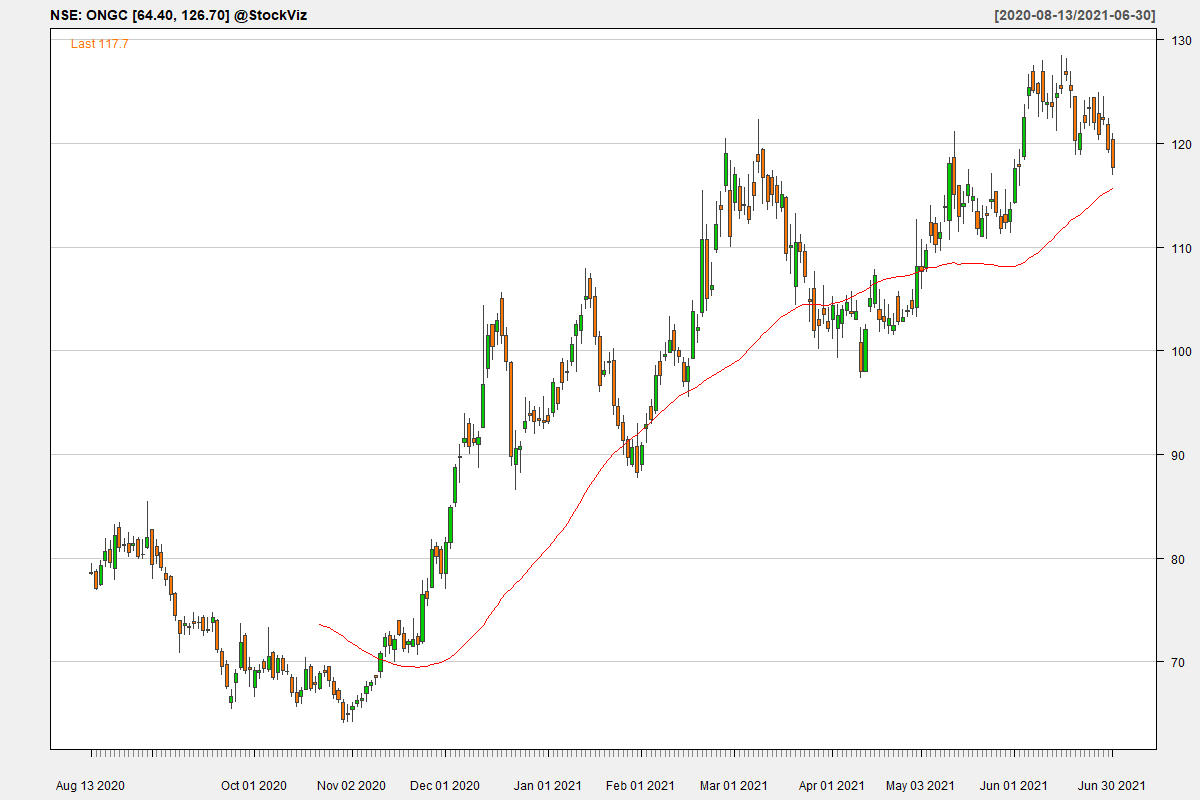 NSE: ONGC [64.40, 126.70] @StockViz [2020-08-13/2021-06-30]
Last 117.7
130
120
110
100
90
80
70
Aug 13 2020 Oct 01 2020 Nov 02 2020 Dec 01 2020 Jan 01 2021 Feb 01 2021 Mar 01 2021 Apr 01 2021 May 03 2021 Jun 01 2021 Jun 30 2021